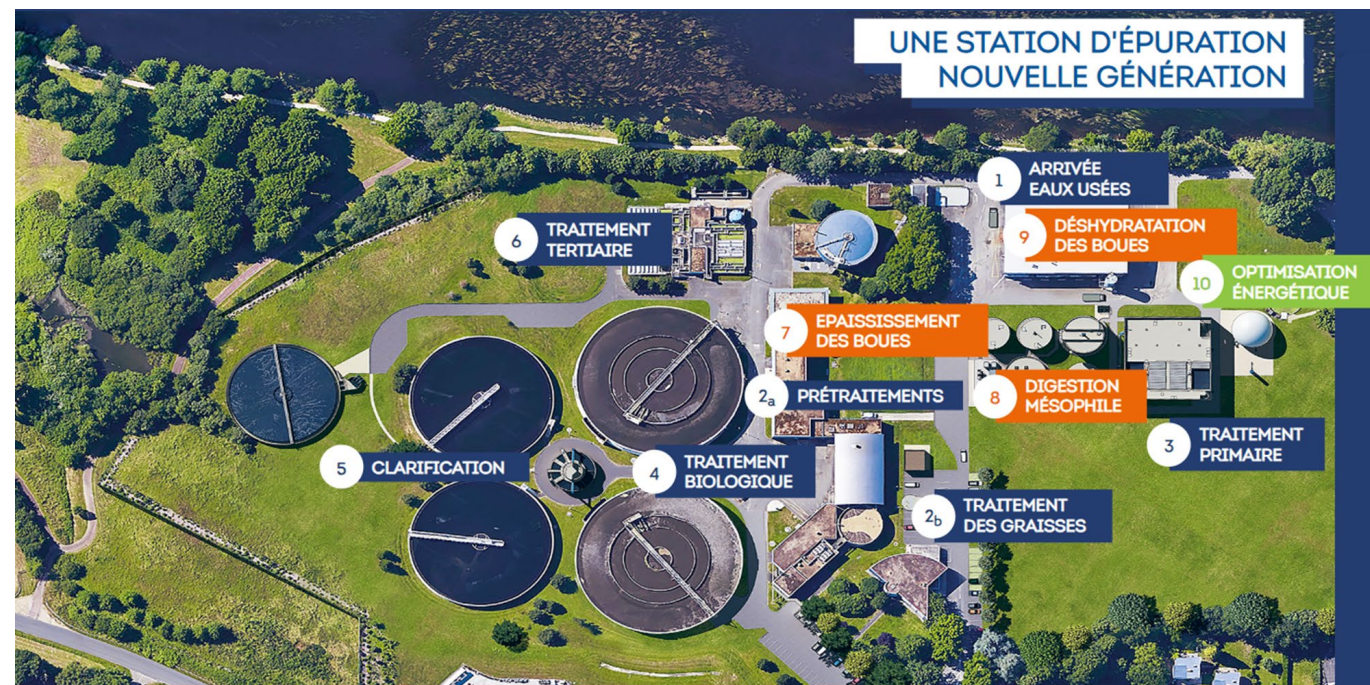 UNE STATION D'ÉPURATION
NOUVELLE GÉNÉRATION
1
ARRIVÉE
EAUX USÉES
9
DÉSHYDRATATION
DES BOUES
6
TRAITEMENT
TERTIAIRE
10
OPTIMISATION
ÉNERGÉTIQUE
7
EPAISSISSEMENT
DES BOUES
2a
PRÉTRAITEMENTS
8
DIGESTION
MÉSOPHILE
3
TRAITEMENT
PRIMAIRE
5
CLARIFICATION
4
TRAITEMENT
BIOLOGIQUE
2b
TRAITEMENT
DES GRAISSES